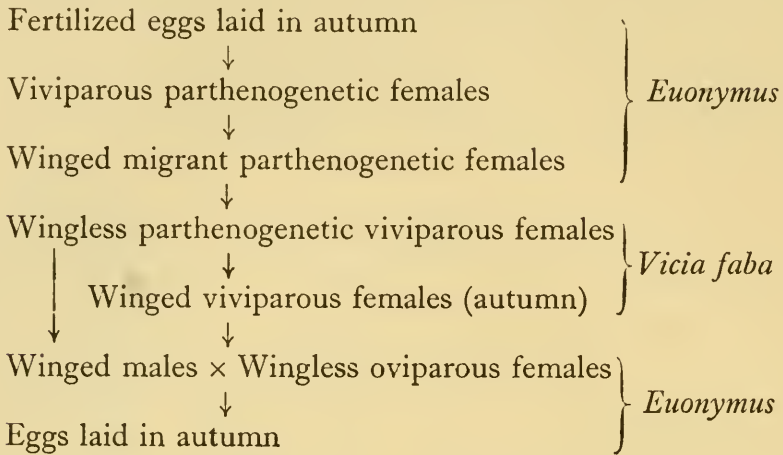 Fertilized eggs laid in autumn
↓
Viviparous parthenogenetic females
Euonymus
↓
Winged migrant parthenogenetic females
↓
Wingless parthenogenetic viviparous females
↓
Vicia faba
Winged viviparous females (autumn)
↓ ↓
Winged males × Wingless oviparous females
↓
Euonymus
Eggs laid in autumn